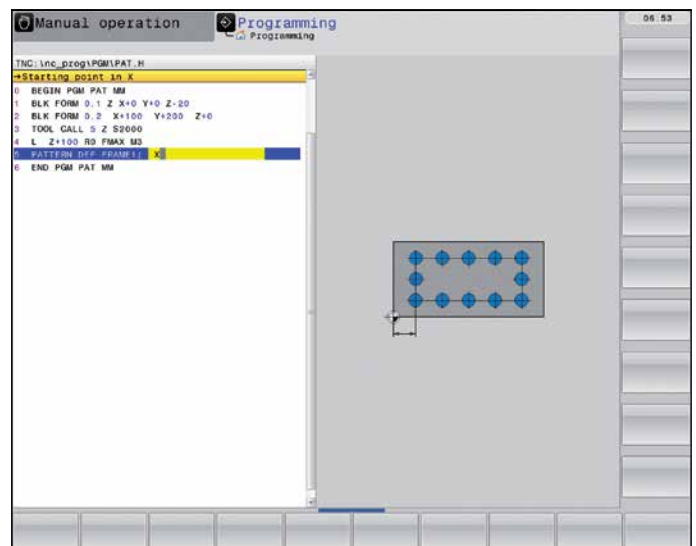 Manual operation
Programming
Programming
06:53
TNC:\nc_prog\PGM\PAT.H
→Starting point in X
0 BEGIN PGM PAT MM
1 BLK FORM 0.1 Z X+0 Y+0 Z-20
2 BLK FORM 0.2 X+100 Y+200 Z+0
3 TOOL CALL 5 Z S2000
4 L Z+100 R0 FMAX M3
5 PATTERN DEF FRAME1( X
6 END PGM PAT MM